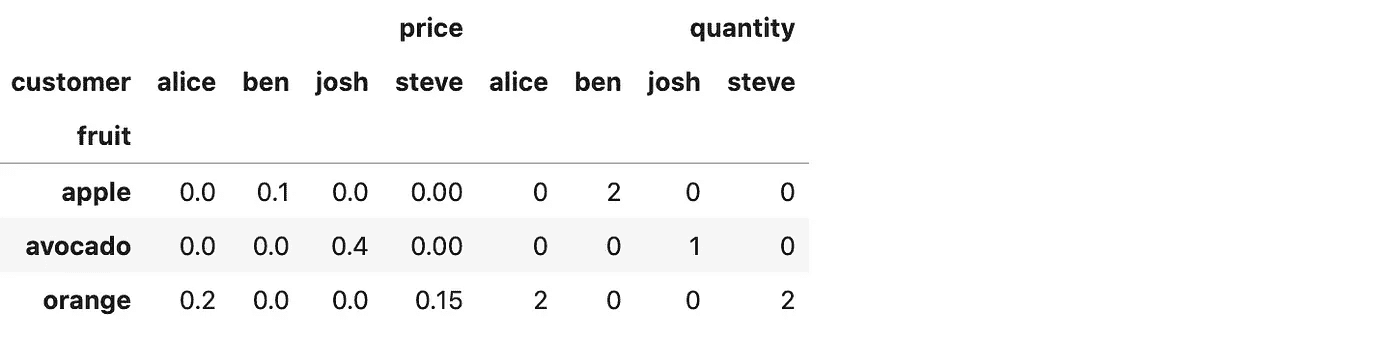 price quantity
customer alice ben josh steve alice ben josh steve
fruit
apple 0.0 0.1 0.0 0.00 0 2 0 0
avocado 0.0 0.0 0.4 0.00 0 0 1 0
orange 0.2 0.0 0.0 0.15 2 0 0 2